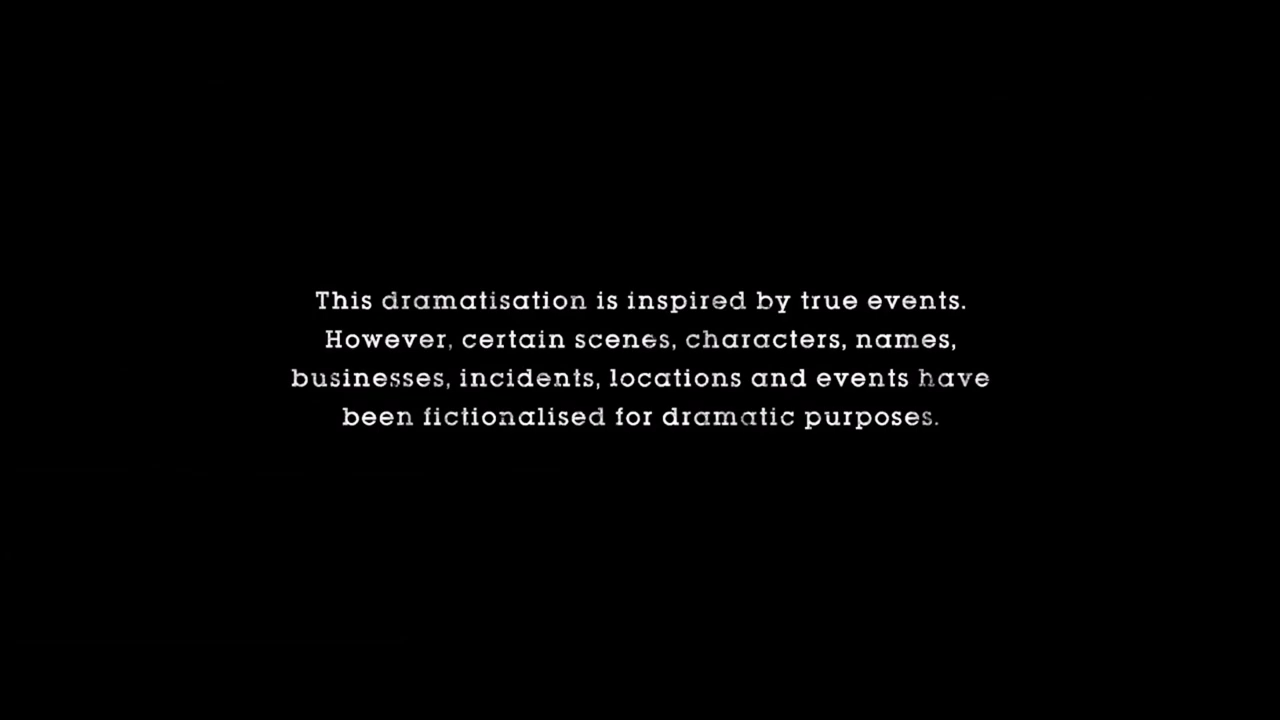 This dramatisation is inspired by true events.
However, certain scenes, characters, names,
businesses, incidents, locations and events have
been fictionalised for dramatic purposes.